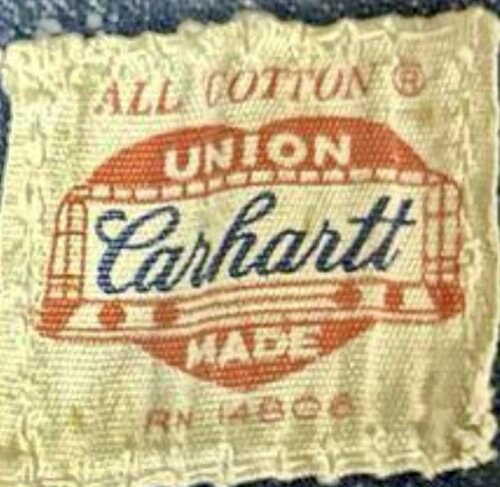 ALL COTTON ®
UNION
Carhartt
MADE
RN 14806